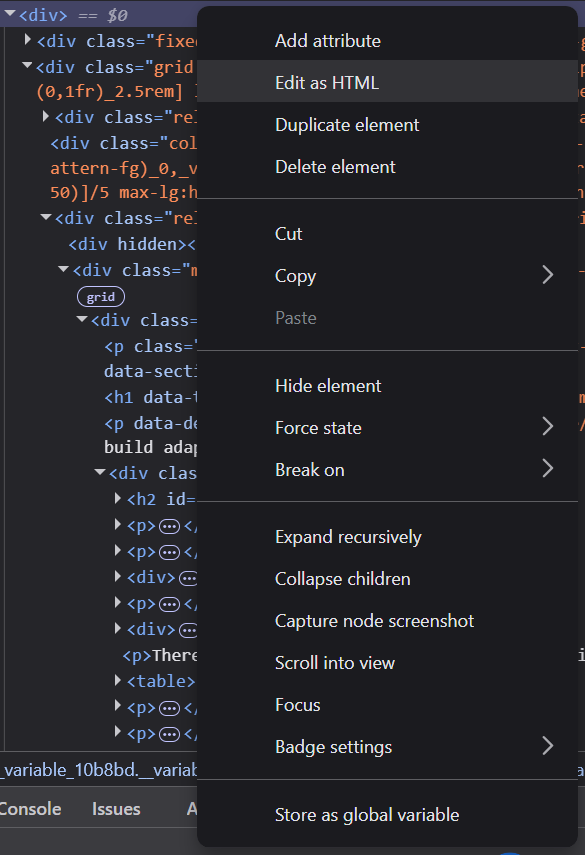 <div> == $0
<div class="fixe
<div class="grid
(0,1fr)_2.5rem] l
<div class="rel
<div class="col
attern-fg)_0,_v
50)]/5 max-lg:h
<div class="rel
<div hidden><
<div class="m
grid
<div class=
<p class="
data-secti
<h1 data-t
<p data-de
build adap
<div clas
<h2 id=
<p>…</
<p>…</
<div>…
<p>…</
<div>…
<p>There
<table>
<p>…</
<p>…</
_variable_10b8bd.__variab
Console Issues A
Add attribute
Edit as HTML
Duplicate element
Delete element
Cut
Copy
Paste
Hide element
Force state
Break on
Expand recursively
Collapse children
Capture node screenshot
Scroll into view
Focus
Badge settings
Store as global variable